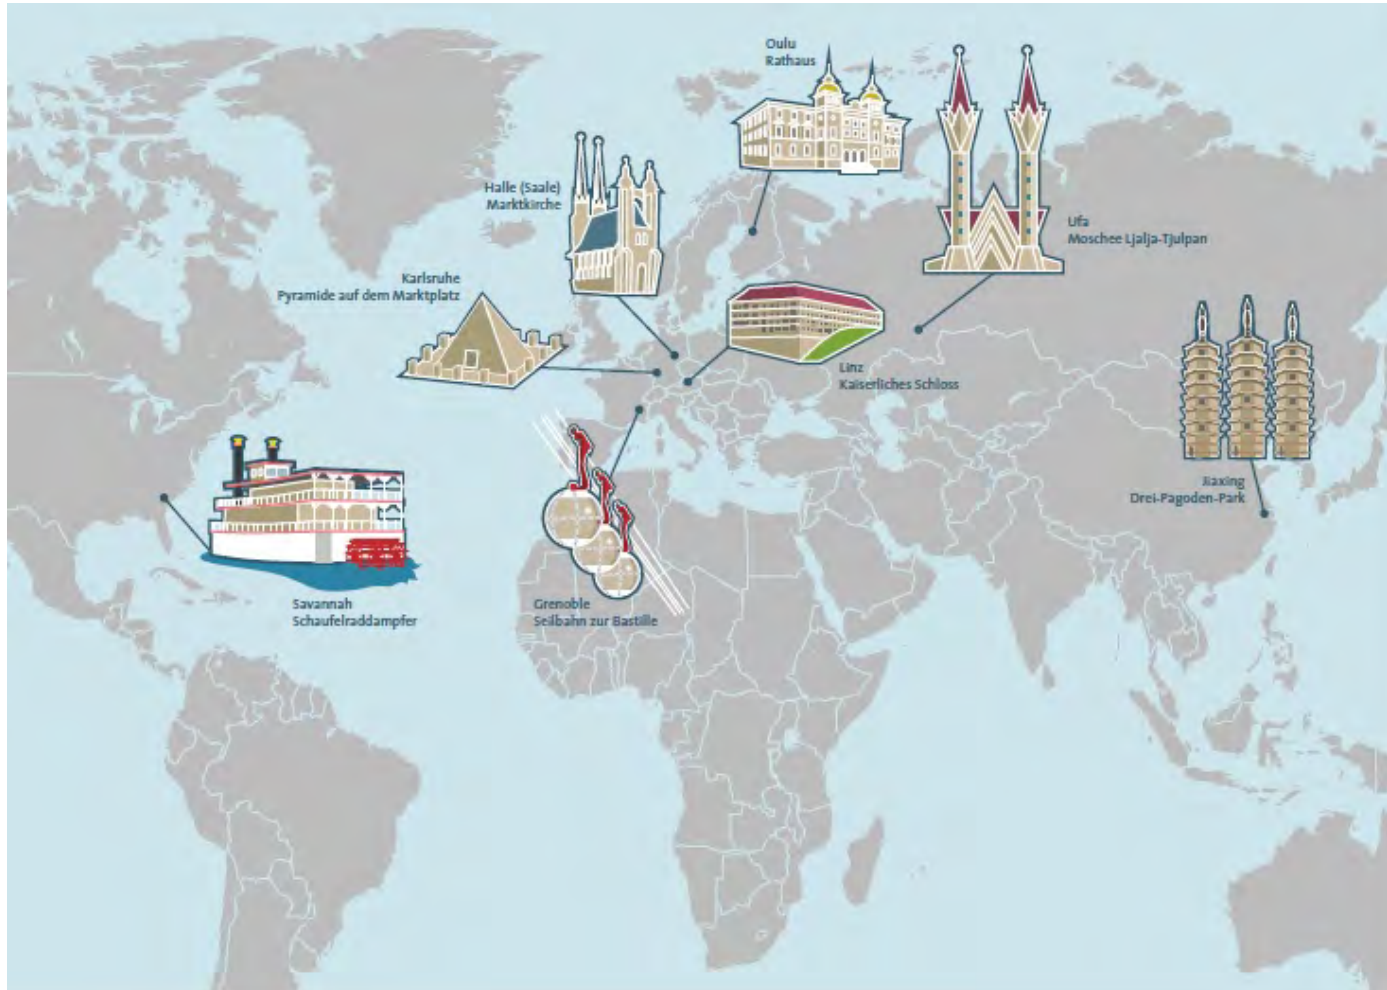 Oulu
Rathaus
Halle (Saale)
Marktkirche
Ufa
Moschee Ljalja-Tjulpan
Karlsruhe
Pyramide auf dem Marktplatz
Linz
Kaiserliches Schloss
Jiaxing
Drei-Pagoden-Park
Savannah
Schaufelraddampfer
Grenoble
Seilbahn zur Bastille